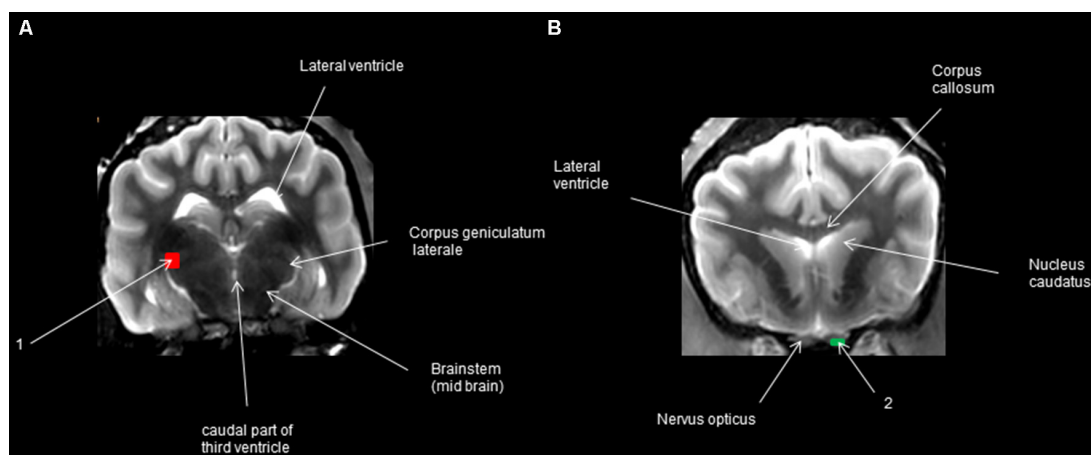 A
Lateral ventricle
Corpus geniculatum
laterale
1
Brainstem
(mid brain)
caudal part of
third ventricle
B
Corpus
callosum
Lateral
ventricle
Nucleus
caudatus
2
Nervus opticus